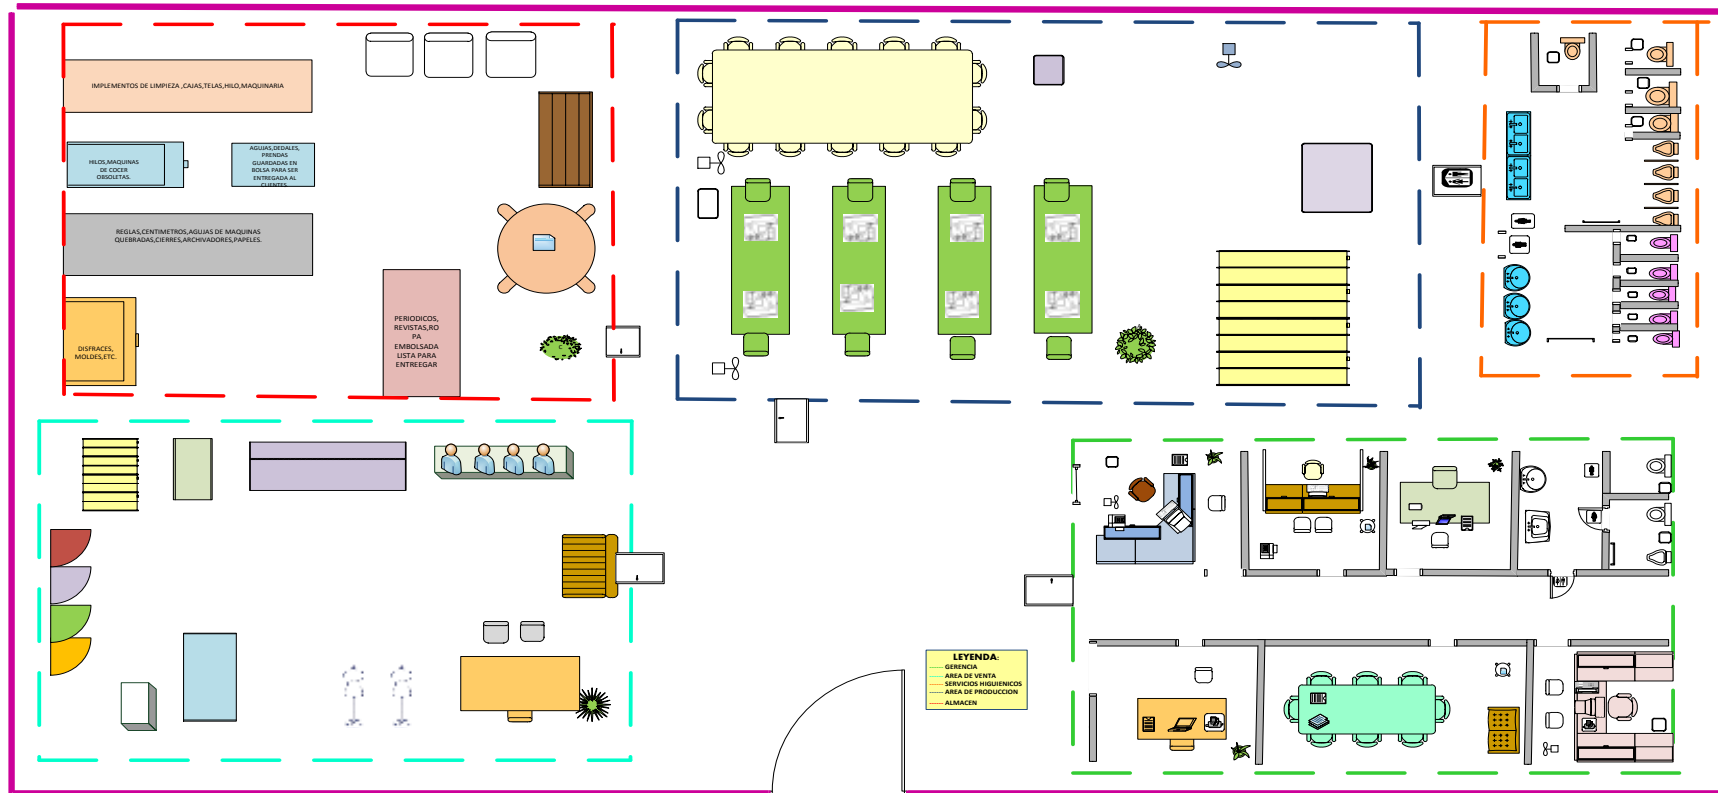 IMPLEMENTOS DE LIMPIEZA ,CAJAS,TELAS,HILO,MAQUINARIA
HILOS,MAQUINAS
DE COCER
OBSOLETAS.
AGUJAS,DEDALES,
PRENDAS
GUARDADAS EN
BOLSA PARA SER
ENTREGADA AL
CLIENTES
REGLAS,CENTIMETROS,AGUJAS DE MAQUINAS
QUEBRADAS,CIERRES,ARCHIVADORES,PAPELES.
DISFRACES,
MOLDES,ETC.
PERIODICOS,
REVISTAS,RO
PA
EMBOLSADA
LISTA PARA
ENTREEGAR
LEYENDA:
GERENCIA
AREA DE VENTA
SERVICIOS HIGUIENICOS
AREA DE PRODUCCION
ALMACEN